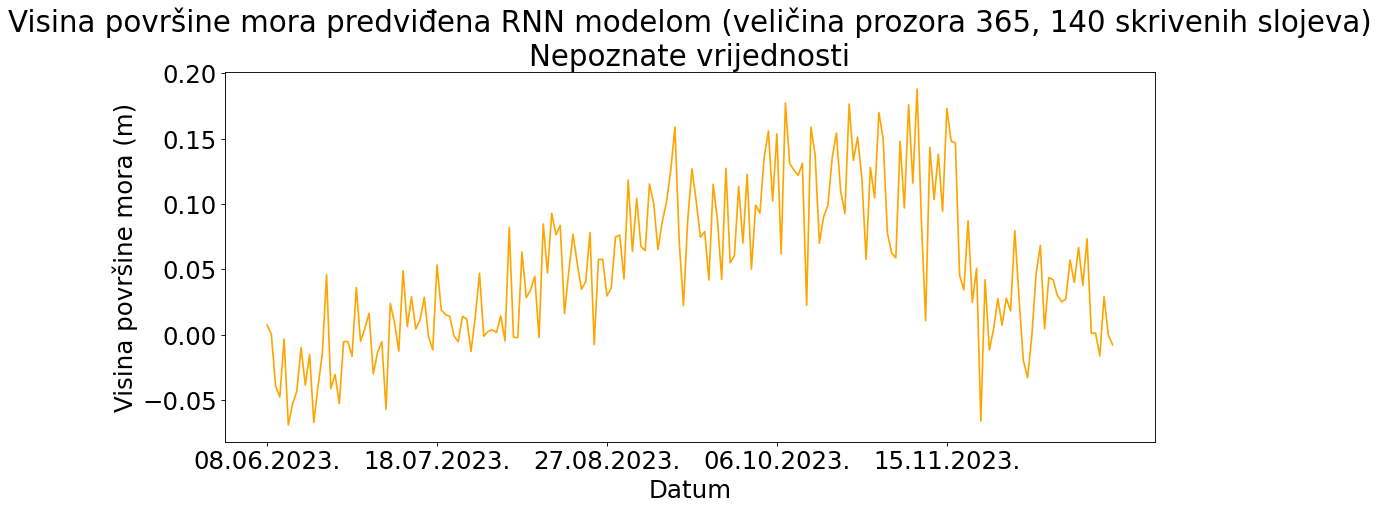 Visina površine mora predviđena RNN modelom (veličina prozora 365, 140 skrivenih slojeva)
Nepoznate vrijednosti
Visina površine mora (m)
0.20
0.15
0.10
0.05
0.00
−0.05
08.06.2023. 18.07.2023. 27.08.2023. 06.10.2023. 15.11.2023.
Datum